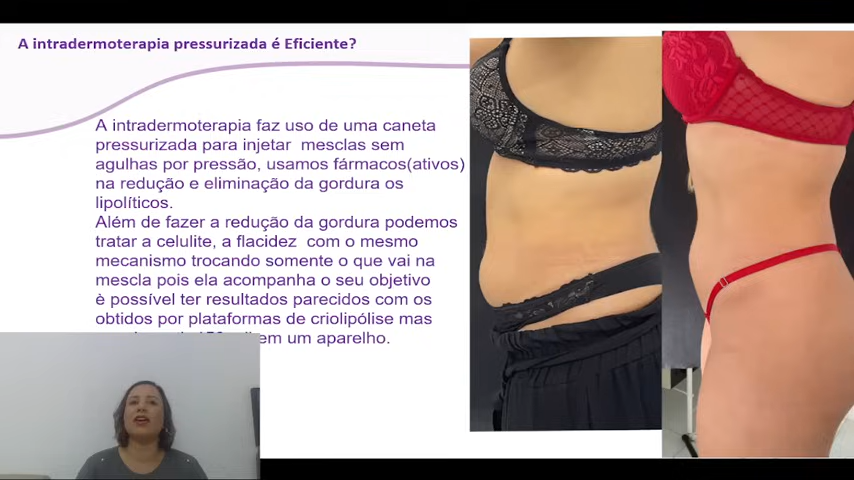 A intradermoterapia pressurizada é Eficiente?
A intradermoterapia faz uso de uma caneta
pressurizada para injetar mesclas sem
agulhas por pressão, usamos fármacos(ativos)
na redução e eliminação da gordura os
lipolíticos.
Além de fazer a redução da gordura podemos
tratar a celulite, a flacidez com o mesmo
mecanismo trocando somente o que vai na
mescla pois ela acompanha o seu objetivo
è possível ter resultados parecidos com os
obtidos por plataformas de criolipólise mas
em um aparelho.